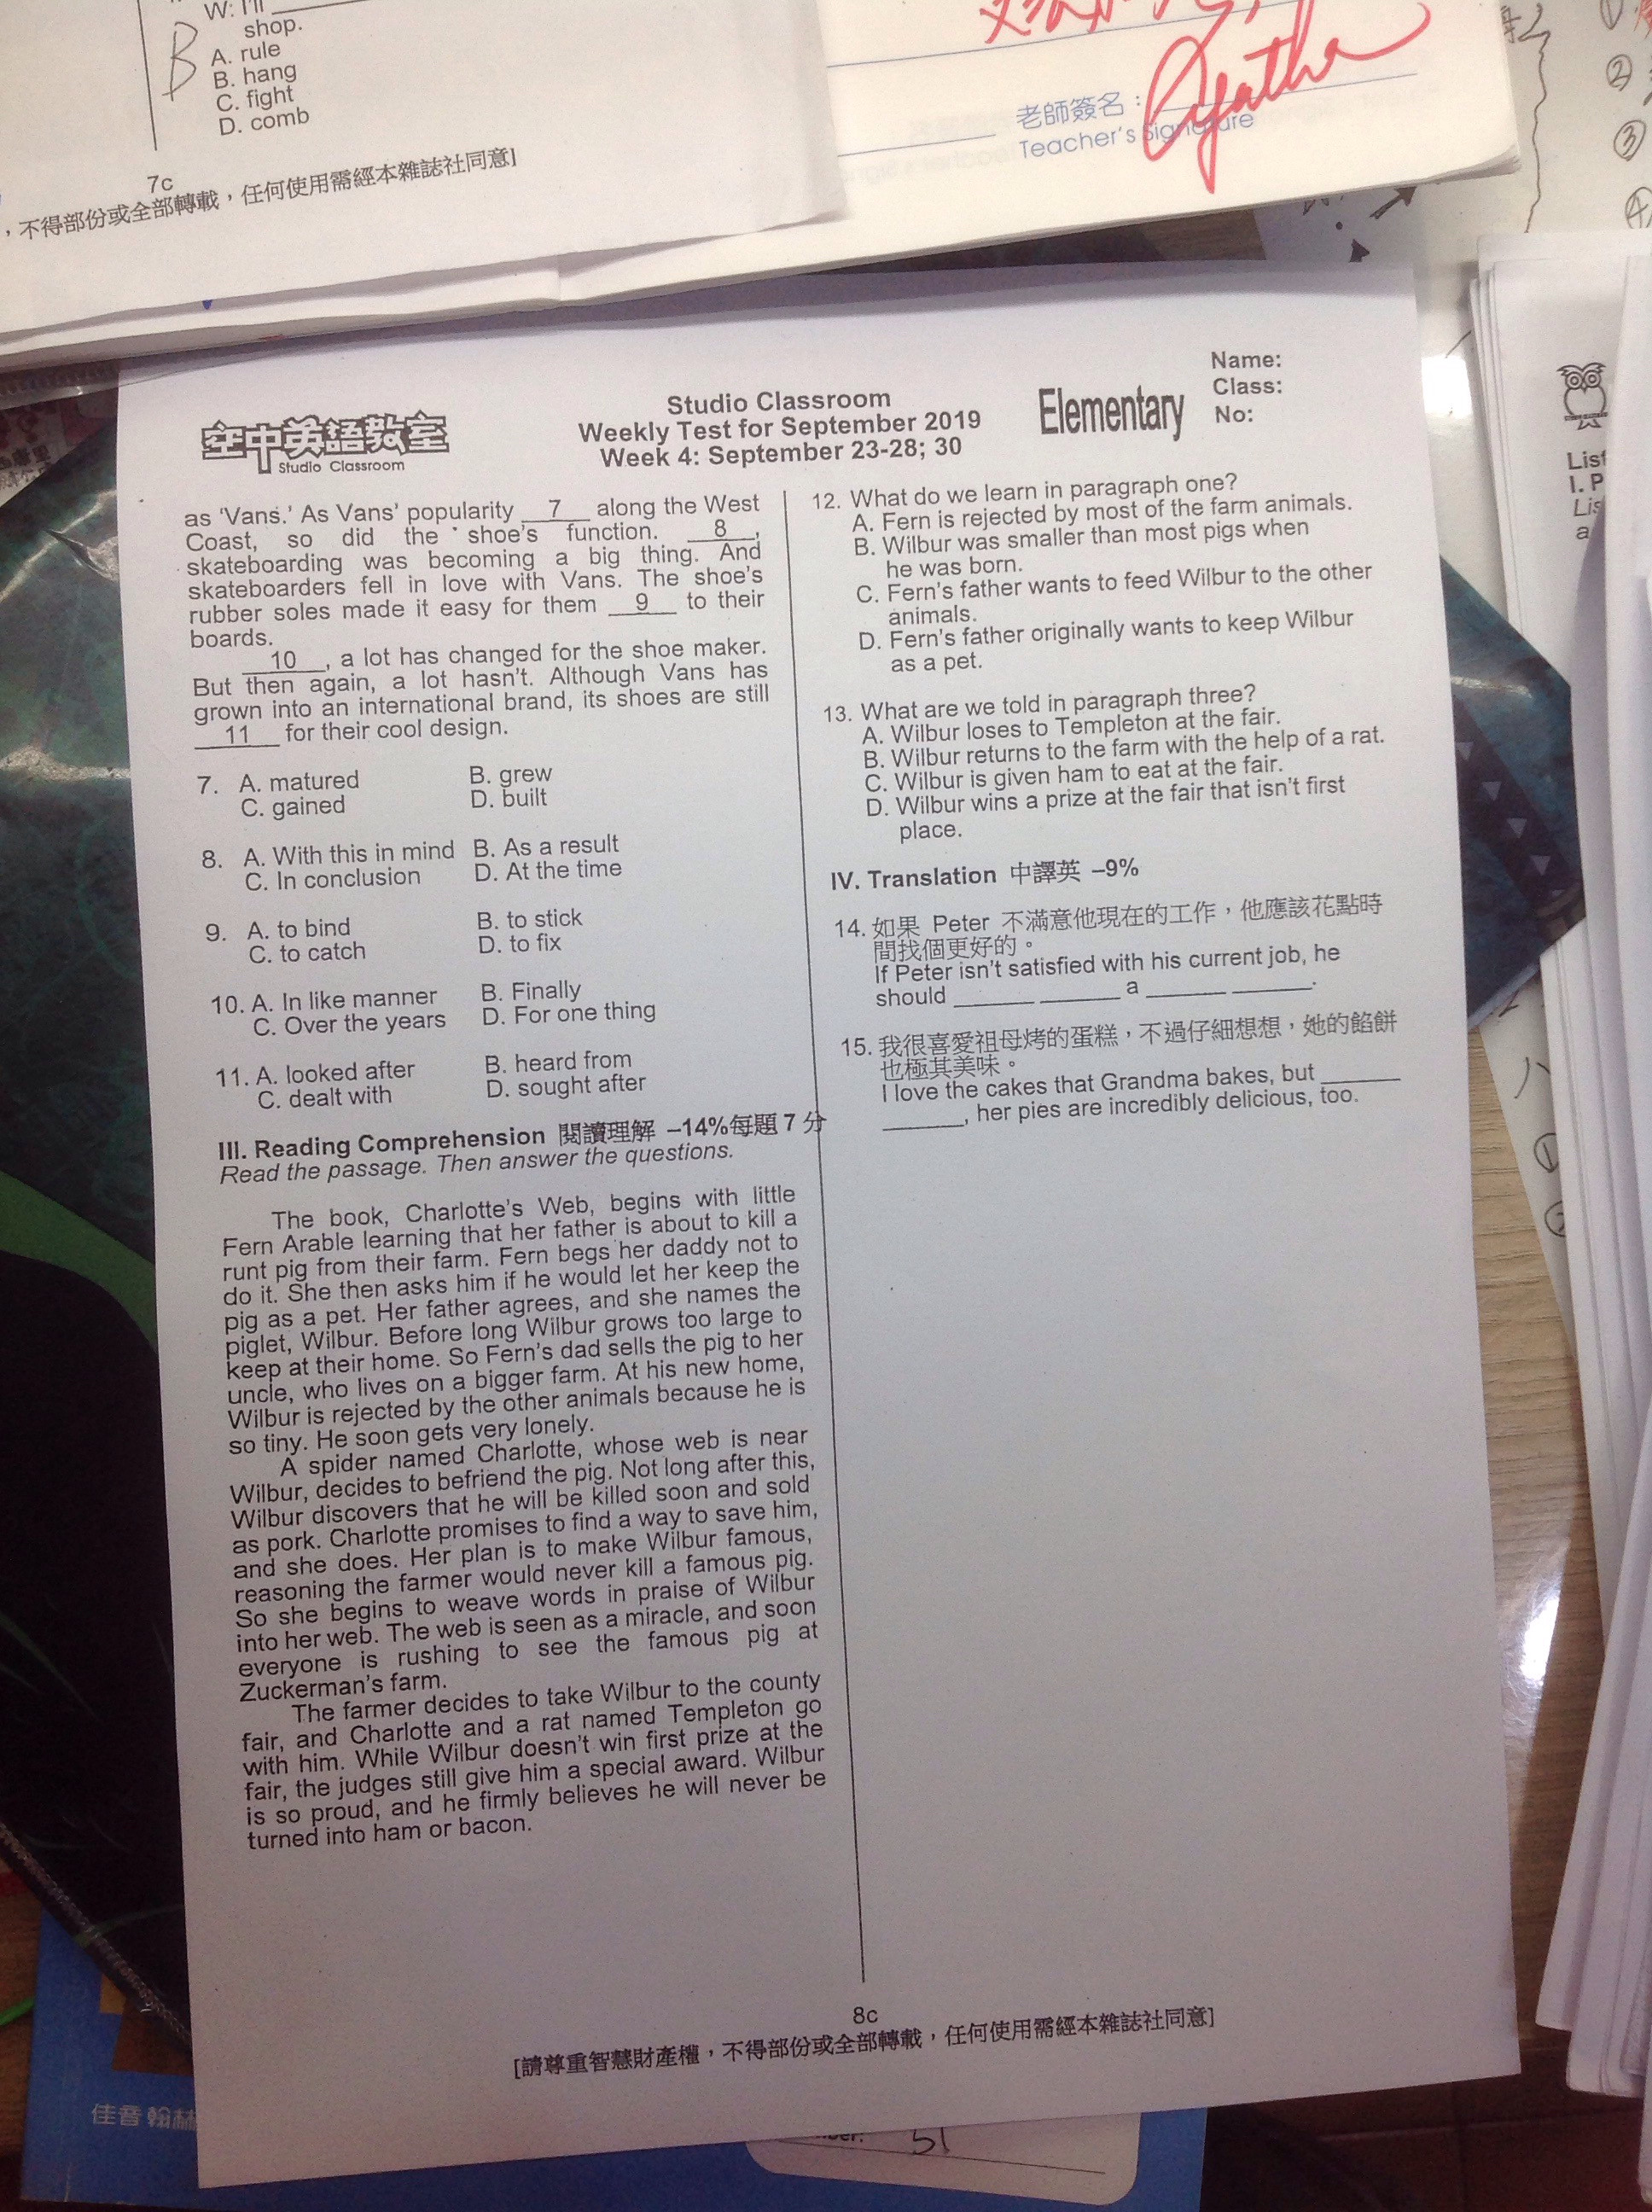 W: I'll
shop.
A. rule
B. hang
C. fight
D. comb
B
7c
,不得部份或全部轉載,任何使用需經本雜誌社同意]
老師簽名:
Teacher's Signature
Agatha
②
③
④
List
I. P
Lis
a
空中英語教室
Studio Classroom
Studio Classroom
Weekly Test for September 2019
Week 4: September 23-28; 30
Elementary
Name:
Class:
No:
as 'Vans.' As Vans' popularity 7 along the West
Coast, so did the shoe's function. 8,
skateboarding was becoming a big thing. And
skateboarders fell in love with Vans. The shoe's
rubber soles made it easy for them 9 to their
boards.
10, a lot has changed for the shoe maker.
But then again, a lot hasn't. Although Vans has
grown into an international brand, its shoes are still
11 for their cool design.
7. A. matured B. grew
C. gained D. built
8. A. With this in mind B. As a result
C. In conclusion D. At the time
9. A. to bind B. to stick
C. to catch D. to fix
10. A. In like manner B. Finally
C. Over the years D. For one thing
11. A. looked after B. heard from
C. dealt with D. sought after
III. Reading Comprehension 閱讀理解 –14%每題 7 分
Read the passage. Then answer the questions.
The book, Charlotte's Web, begins with little
Fern Arable learning that her father is about to kill a
runt pig from their farm. Fern begs her daddy not to
do it. She then asks him if he would let her keep the
pig as a pet. Her father agrees, and she names the
piglet, Wilbur. Before long Wilbur grows too large to
keep at their home. So Fern's dad sells the pig to her
uncle, who lives on a bigger farm. At his new home,
Wilbur is rejected by the other animals because he is
so tiny. He soon gets very lonely.
A spider named Charlotte, whose web is near
Wilbur, decides to befriend the pig. Not long after this,
Wilbur discovers that he will be killed soon and sold
as pork. Charlotte promises to find a way to save him,
and she does. Her plan is to make Wilbur famous,
reasoning the farmer would never kill a famous pig.
So she begins to weave words in praise of Wilbur
into her web. The web is seen as a miracle, and soon
everyone is rushing to see the famous pig at
Zuckerman's farm.
The farmer decides to take Wilbur to the county
fair, and Charlotte and a rat named Templeton go
with him. While Wilbur doesn't win first prize at the
fair, the judges still give him a special award. Wilbur
is so proud, and he firmly believes he will never be
turned into ham or bacon.
12. What do we learn in paragraph one?
A. Fern is rejected by most of the farm animals.
B. Wilbur was smaller than most pigs when
he was born.
C. Fern's father wants to feed Wilbur to the other
animals.
D. Fern's father originally wants to keep Wilbur
as a pet.
13. What are we told in paragraph three?
A. Wilbur loses to Templeton at the fair.
B. Wilbur returns to the farm with the help of a rat.
C. Wilbur is given ham to eat at the fair.
D. Wilbur wins a prize at the fair that isn't first
place.
IV. Translation 中譯英 –9%
14. 如果 Peter 不滿意他現在的工作,他應該花點時
間找個更好的。
If Peter isn't satisfied with his current job, he
should ______ ______ a ______ ______.
15. 我很喜愛祖母烤的蛋糕,不過仔細想想,她的餡餅
也極其美味。
I love the cakes that Grandma bakes, but ______
______, her pies are incredibly delicious, too.
8c
[請尊重智慧財產權,不得部份或全部轉載,任何使用需經本雜誌社同意]
佳音翰林
51